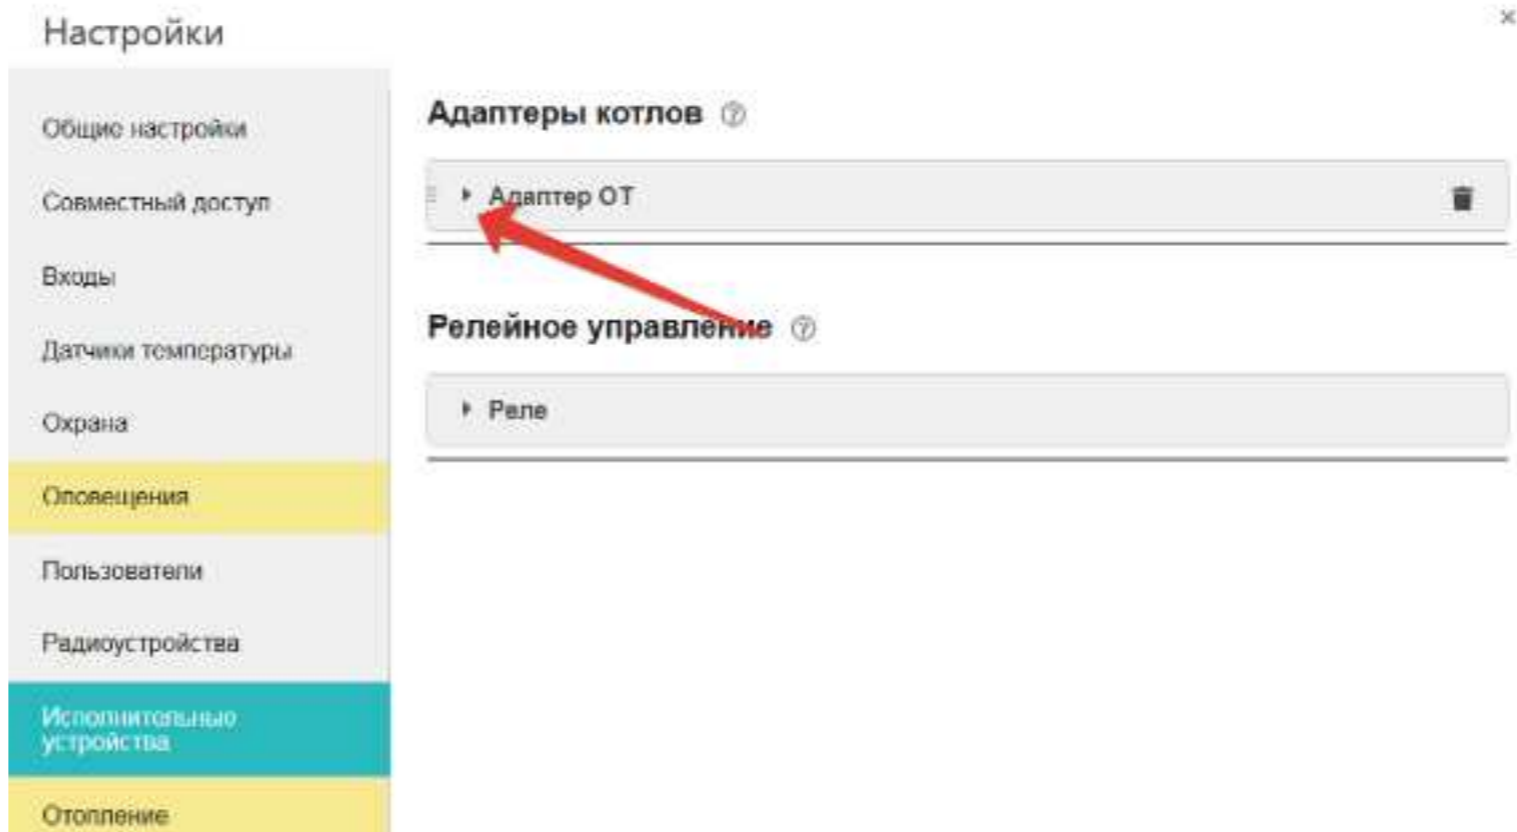 Настройки
Общие настройки
Совместный доступ
Входы
Датчики температуры
Охрана
Оповещения
Пользователи
Радиоустройства
Исполнительные
устройства
Отопление
Адаптеры котлов
Адаптер ОТ
Релейное управление
Реле